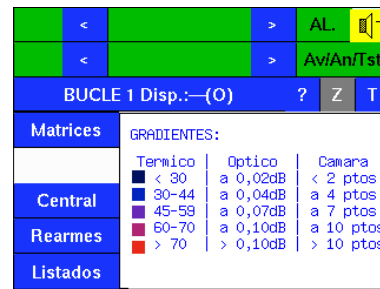 < > AL.
< > Av/An/Tst
BUCLE 1 Disp.:—(O) ? Z T
Matrices
GRADIENTES:
Termico | Optico | Camara
< 30 | a 0,02dB | < 2 ptos
30-44 | a 0,04dB | a 4 ptos
Central
45-59 | a 0,07dB | a 7 ptos
60-70 | a 0,10dB | a 10 ptos
Rearmes
> 70 | > 0,10dB | > 10 ptos
Listados